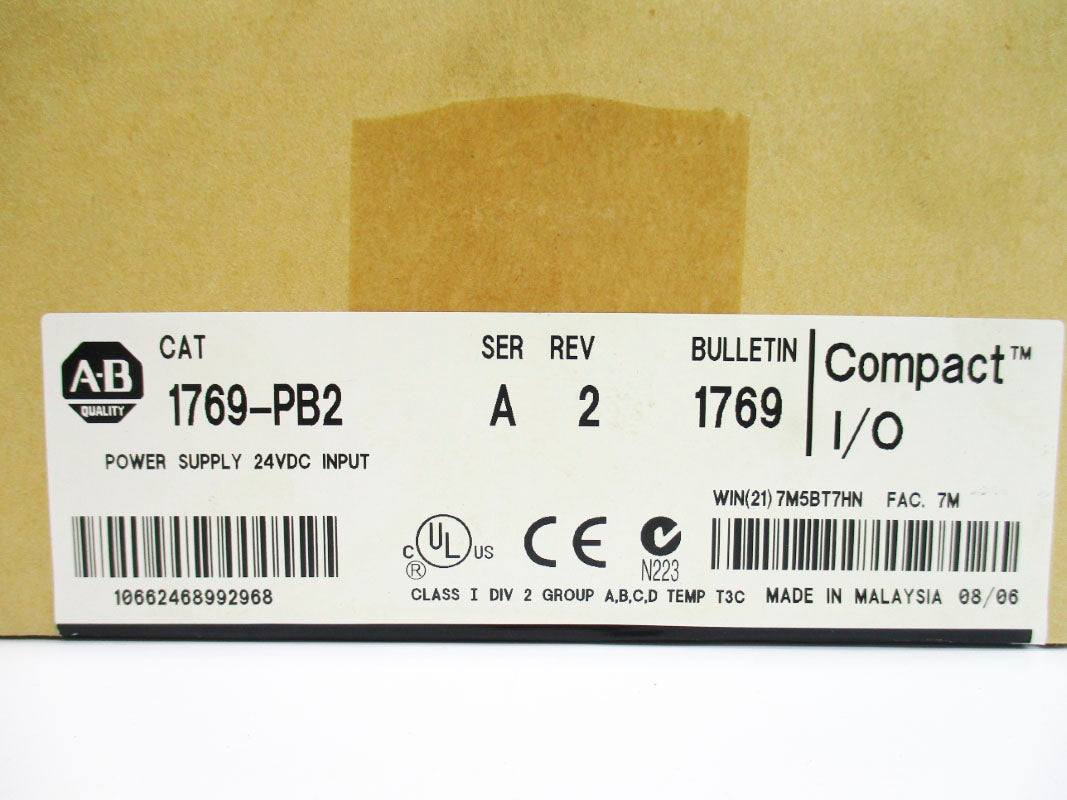 A-B
QUALITY
CAT
1769-PB2
POWER SUPPLY 24VDC INPUT
SER REV
A 2
BULLETIN
1769
Compact™
I/O
WIN(21) 7M5BT7HN FAC. 7M
10662468992968
C UL US
®
CE
N223
CLASS I DIV 2 GROUP A,B,C,D TEMP T3C MADE IN MALAYSIA 08/06